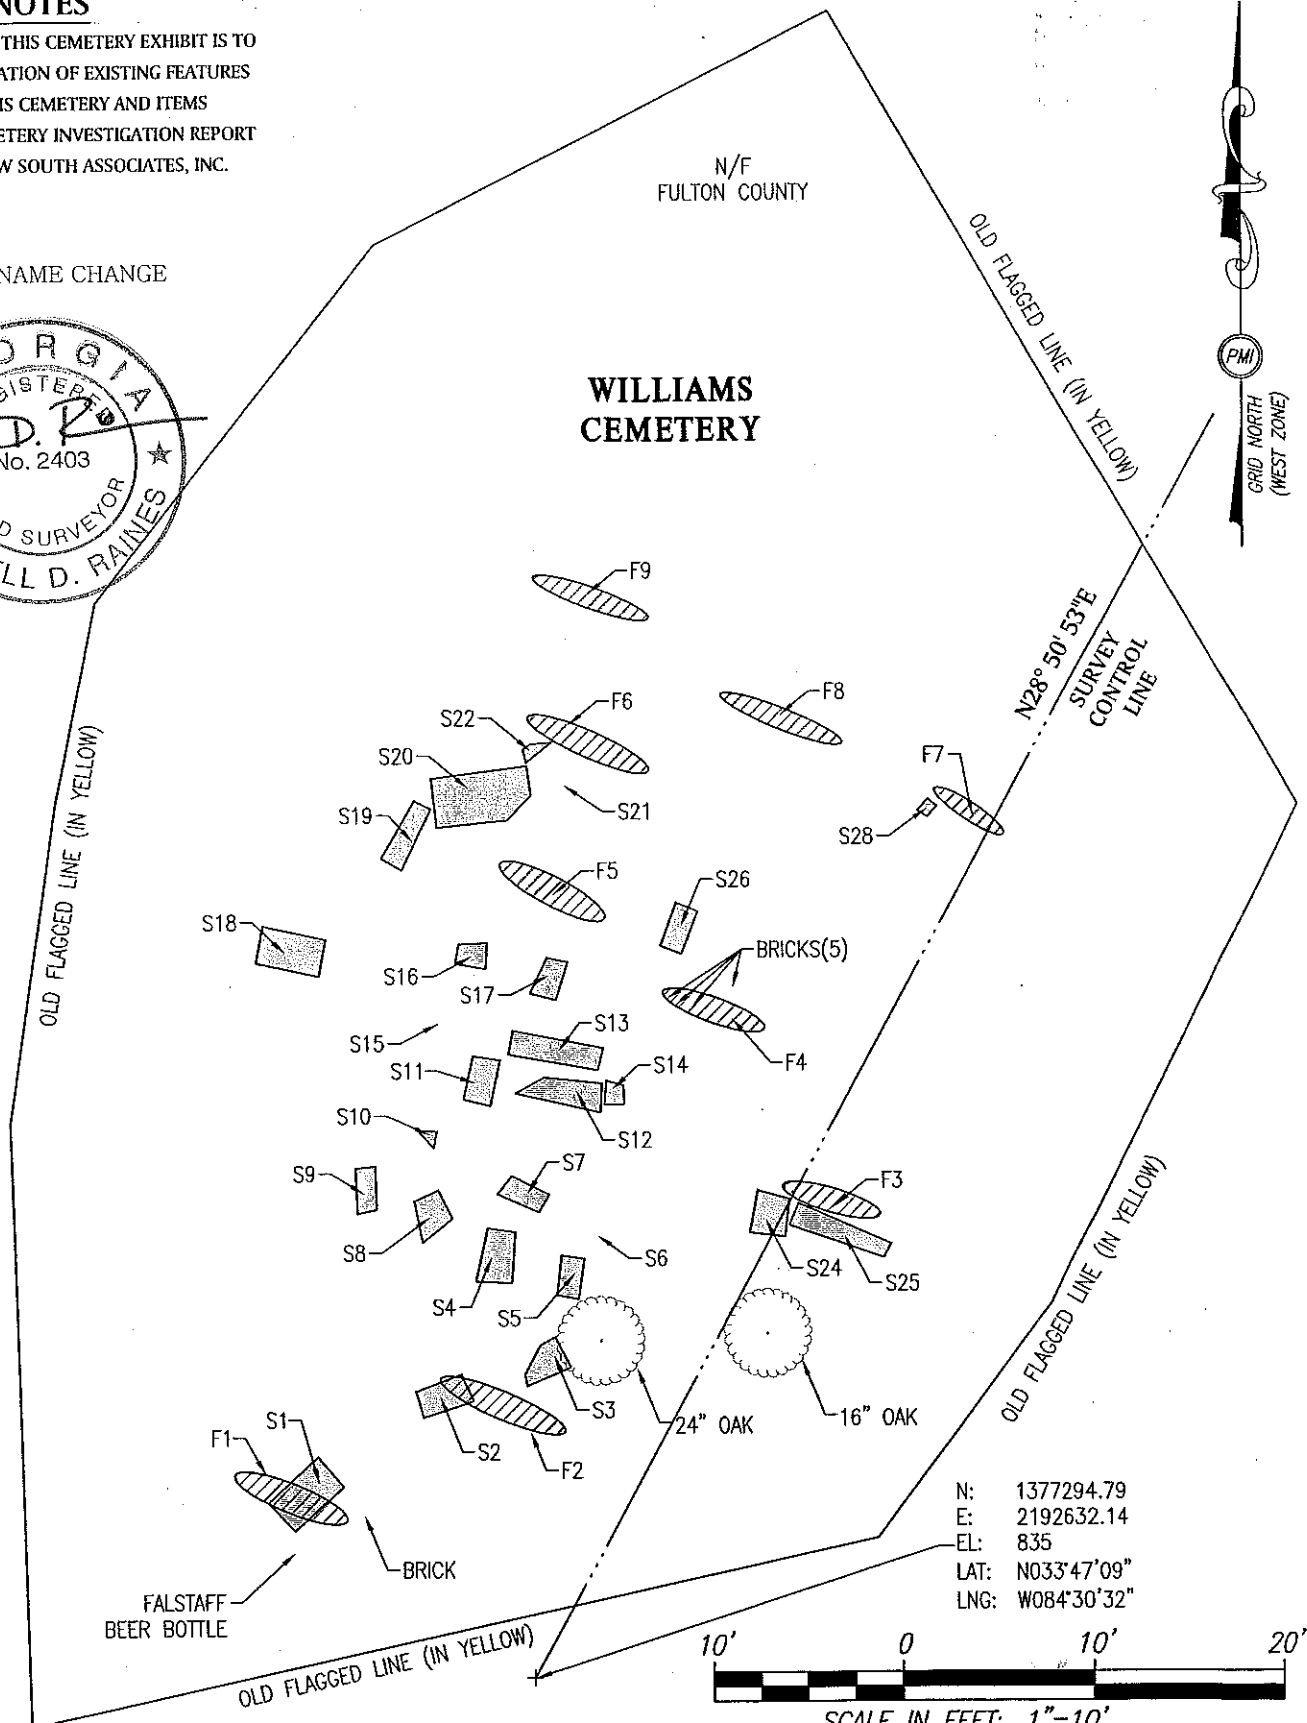 NOTES
THIS CEMETERY EXHIBIT IS TO
ATION OF EXISTING FEATURES
IS CEMETERY AND ITEMS
ETERY INVESTIGATION REPORT
W SOUTH ASSOCIATES, INC.
NAME CHANGE
ORGIA
GISTERED
D. R
No. 2403
D SURVEYOR
LL D. RAINES
N/F
FULTON COUNTY
WILLIAMS
CEMETERY
OLD FLAGGED LINE (IN YELLOW)
PMI
GRID NORTH
(WEST ZONE)
N28° 50' 53"E
SURVEY
CONTROL
LINE
OLD FLAGGED LINE (IN YELLOW)
F9
F8
F6
S22
S20
S19
S21
F7
S28
F5
S26
S18
S16
S17
BRICKS(5)
S15
S13
S11
S14
F4
S10
S12
S9
S7
F3
S8
S6
S24
S25
S4
S5
S3
24" OAK
16" OAK
S2
F2
S1
F1
BRICK
FALSTAFF
BEER BOTTLE
OLD FLAGGED LINE (IN YELLOW)
OLD FLAGGED LINE (IN YELLOW)
N: 1377294.79
E: 2192632.14
EL: 835
LAT: N033°47'09"
LNG: W084°30'32"
10' 0 10' 20'
SCALE IN FEET: 1"=10'